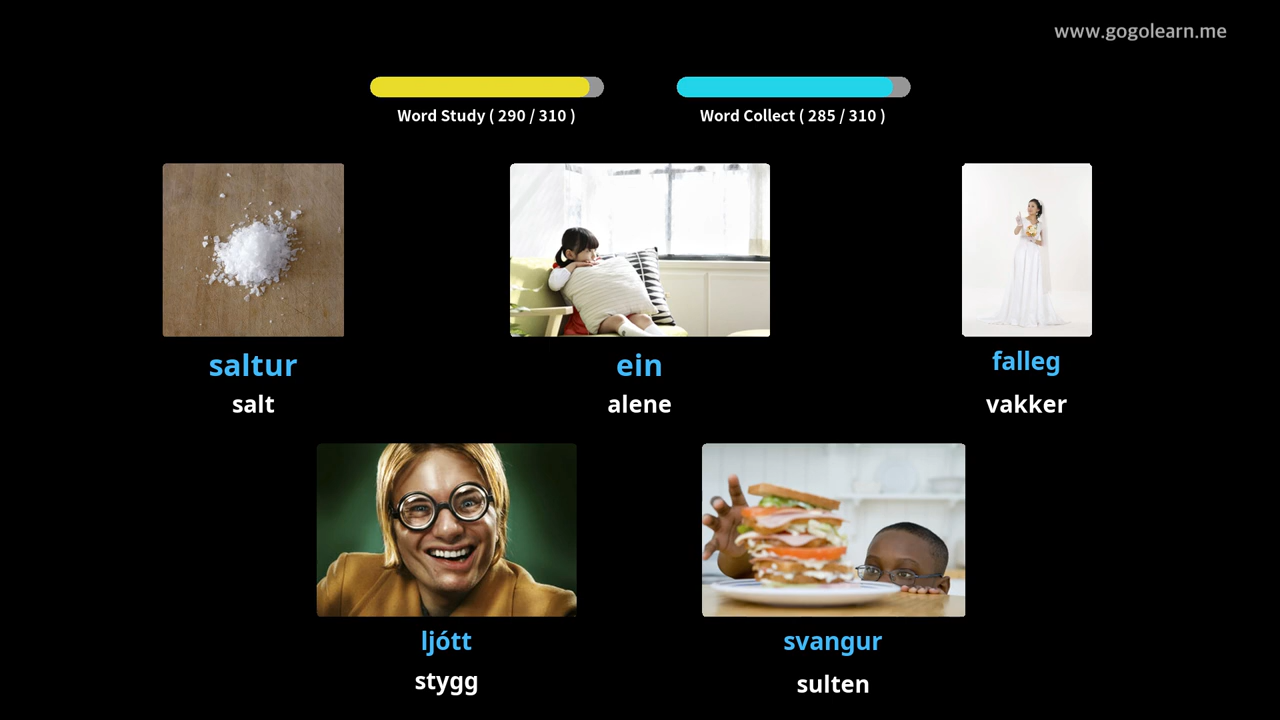 www.gogolearn.me
Word Study ( 290 / 310 )
Word Collect ( 285 / 310 )
saltur
salt
ein
alene
falleg
vakker
ljótt
stygg
svangur
sulten